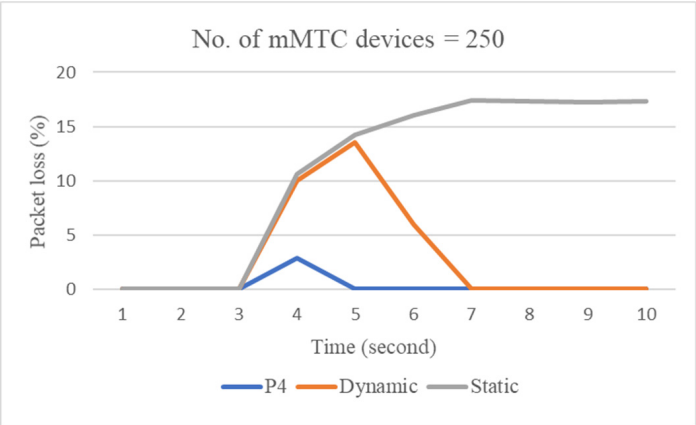 No. of mMTC devices = 250
20
15
10
5
0
Packet loss (%)
1 2 3 4 5 6 7 8 9 10
Time (second)
P4 Dynamic Static